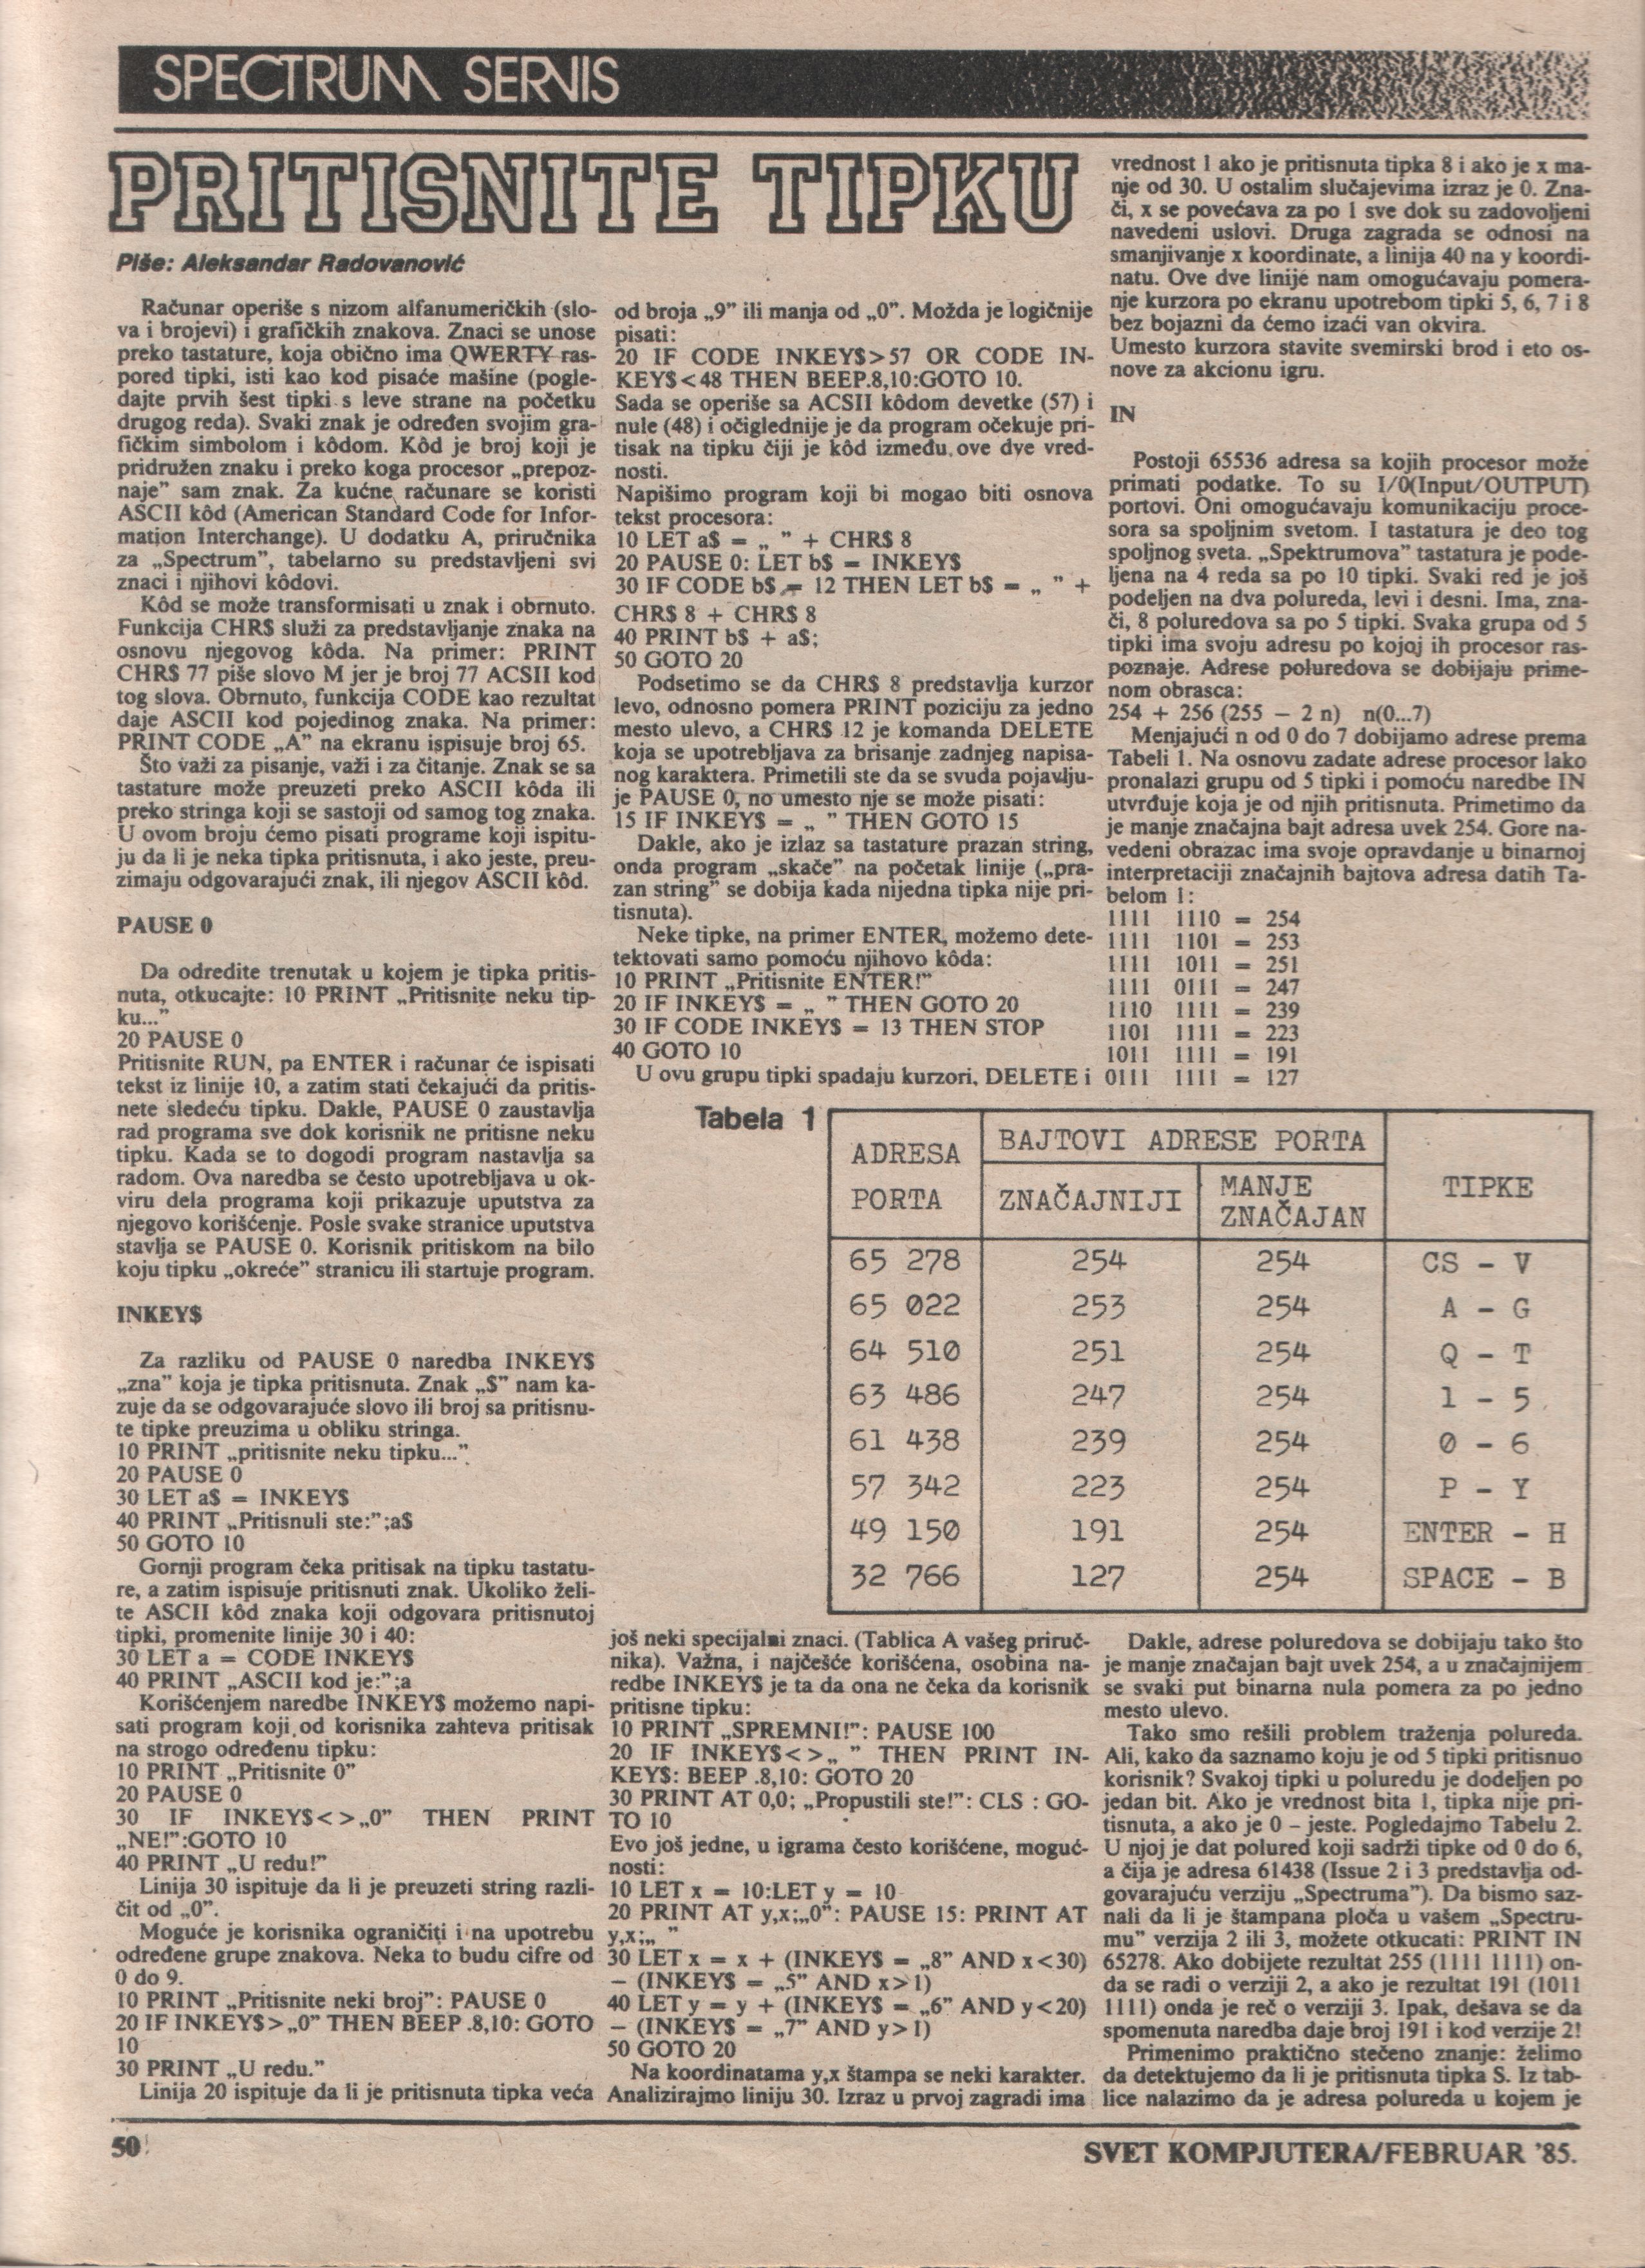 SPECTRUM SERVIS
PRITISNITE TIPKU
Piše: Aleksandar Radovanović
Računar operiše s nizom alfanumeričkih (slo-
va i brojevi) i grafičkih znakova. Znaci se unose
preko tastature, koja obično ima QWERTY ras-
pored tipki, isti kao kod pisaće mašine (pogle-
dajte prvih šest tipki s leve strane na početku
drugog reda). Svaki znak je određen svojim gra-
fičkim simbolom i kôdom. Kôd je broj koji je
pridružen znaku i preko koga procesor „prepoz-
naje” sam znak. Za kućne računare se koristi
ASCII kôd (American Standard Code for Infor-
mation Interchange). U dodatku A, priručnika
za „Spectrum”, tabelarno su predstavljeni svi
znaci i njihovi kôdovi.
Kôd se može transformisati u znak i obrnuto.
Funkcija CHR$ služi za predstavljanje znaka na
osnovu njegovog kôda. Na primer: PRINT
CHR$ 77 piše slovo M jer je broj 77 ACSII kod
tog slova. Obrnuto, funkcija CODE kao rezultat
daje ASCII kod pojedinog znaka. Na primer:
PRINT CODE „A” na ekranu ispisuje broj 65.
Što važi za pisanje, važi i za čitanje. Znak se sa
tastature može preuzeti preko ASCII kôda ili
preko stringa koji se sastoji od samog tog znaka.
U ovom broju ćemo pisati programe koji ispitu-
ju da li je neka tipka pritisnuta, i ako jeste, preu-
zimaju odgovarajući znak, ili njegov ASCII kôd.
PAUSE 0
Da odredite trenutak u kojem je tipka pritis-
nuta, otkucajte: 10 PRINT „Pritisnite neku tip-
ku...”
20 PAUSE 0
Pritisnite RUN, pa ENTER i računar će ispisati
tekst iz linije 10, a zatim stati čekajući da pritis-
nete sledeću tipku. Dakle, PAUSE 0 zaustavlja
rad programa sve dok korisnik ne pritisne neku
tipku. Kada se to dogodi program nastavlja sa
radom. Ova naredba se često upotrebljava u ok-
viru dela programa koji prikazuje uputstva za
njegovo korišćenje. Posle svake stranice uputstva
stavlja se PAUSE 0. Korisnik pritiskom na bilo
koju tipku „okreće” stranicu ili startuje program.
INKEY$
Za razliku od PAUSE 0 naredba INKEY$
„zna” koja je tipka pritisnuta. Znak „$” nam ka-
zuje da se odgovarajuće slovo ili broj sa pritisnu-
te tipke preuzima u obliku stringa.
10 PRINT „pritisnite neku tipku...”
20 PAUSE 0
30 LET a$ = INKEY$
40 PRINT „Pritisnuli ste:”;a$
50 GOTO 10
Gornji program čeka pritisak na tipku tastatu-
re, a zatim ispisuje pritisnuti znak. Ukoliko želi-
te ASCII kôd znaka koji odgovara pritisnutoj
tipki, promenite linije 30 i 40:
30 LET a = CODE INKEY$
40 PRINT „ASCII kod je:”;a
Korišćenjem naredbe INKEY$ možemo napi-
sati program koji od korisnika zahteva pritisak
na strogo određenu tipku:
10 PRINT „Pritisnite 0”
20 PAUSE 0
30 IF INKEY$<>„0” THEN PRINT
„NE!”:GOTO 10
40 PRINT „U redu!”
Linija 30 ispituje da li je preuzeti string razli-
čit od „0”.
Moguće je korisnika ograničiti i na upotrebu
određene grupe znakova. Neka to budu cifre od
0 do 9.
10 PRINT „Pritisnite neki broj”: PAUSE 0
20 IF INKEY$>„0” THEN BEEP .8,10: GOTO
10
30 PRINT „U redu.”
Linija 20 ispituje da li je pritisnuta tipka veća
od broja „9” ili manja od „0”. Možda je logičnije
pisati:
20 IF CODE INKEY$>57 OR CODE IN-
KEY$<48 THEN BEEP.8,10:GOTO 10.
Sada se operiše sa ACSII kôdom devetke (57) i
nule (48) i očiglednije je da program očekuje pri-
tisak na tipku čiji je kôd između ove dve vred-
nosti.
Napišimo program koji bi mogao biti osnova
tekst procesora:
10 LET a$ = „ ” + CHR$ 8
20 PAUSE 0: LET b$ = INKEY$
30 IF CODE b$ = 12 THEN LET b$ = „ ” +
CHR$ 8 + CHR$ 8
40 PRINT b$ + a$;
50 GOTO 20
Podsetimo se da CHR$ 8 predstavlja kurzor
levo, odnosno pomera PRINT poziciju za jedno
mesto ulevo, a CHR$ 12 je komanda DELETE
koja se upotrebljava za brisanje zadnjeg napisa-
nog karaktera. Primetili ste da se svuda pojavlju-
je PAUSE 0, no umesto nje se može pisati:
15 IF INKEY$ = „ ” THEN GOTO 15
Dakle, ako je izlaz sa tastature prazan string,
onda program „skače” na početak linije („pra-
zan string” se dobija kada nijedna tipka nije pri-
tisnuta).
Neke tipke, na primer ENTER, možemo dete-
tektovati samo pomoću njihovo kôda:
10 PRINT „Pritisnite ENTER!”
20 IF INKEY$ = „ ” THEN GOTO 20
30 IF CODE INKEY$ = 13 THEN STOP
40 GOTO 10
U ovu grupu tipki spadaju kurzori, DELETE i
još neki specijalni znaci. (Tablica A vašeg priruč-
nika). Važna, i najčešće korišćena, osobina na-
redbe INKEY$ je ta da ona ne čeka da korisnik
pritisne tipku:
10 PRINT „SPREMNI!”: PAUSE 100
20 IF INKEY$<>„ ” THEN PRINT IN-
KEY$: BEEP .8,10: GOTO 20
30 PRINT AT 0,0; „Propustili ste!”: CLS : GO-
TO 10
Evo još jedne, u igrama često korišćene, moguć-
nosti:
10 LET x = 10:LET y = 10
20 PRINT AT y,x;„0”: PAUSE 15: PRINT AT
y,x;„ ”
30 LET x = x + (INKEY$ = „8” AND x<30)
− (INKEY$ = „5” AND x>1)
40 LET y = y + (INKEY$ = „6” AND y<20)
− (INKEY$ = „7” AND y>1)
50 GOTO 20
Na koordinatama y,x štampa se neki karakter.
Analizirajmo liniju 30. Izraz u prvoj zagradi ima
vrednost 1 ako je pritisnuta tipka 8 i ako je x ma-
nje od 30. U ostalim slučajevima izraz je 0. Zna-
či, x se povećava za po 1 sve dok su zadovoljeni
navedeni uslovi. Druga zagrada se odnosi na
smanjivanje x koordinate, a linija 40 na y koordi-
natu. Ove dve linije nam omogućavaju pomera-
nje kurzora po ekranu upotrebom tipki 5, 6, 7 i 8
bez bojazni da ćemo izaći van okvira.
Umesto kurzora stavite svemirski brod i eto os-
nove za akcionu igru.
IN
Postoji 65536 adresa sa kojih procesor može
primati podatke. To su I/0(Input/OUTPUT)
portovi. Oni omogućavaju komunikaciju proce-
sora sa spoljnim svetom. I tastatura je deo tog
spoljnog sveta. „Spektrumova” tastatura je pode-
ljena na 4 reda sa po 10 tipki. Svaki red je još
podeljen na dva polureda, levi i desni. Ima, zna-
či, 8 poluredova sa po 5 tipki. Svaka grupa od 5
tipki ima svoju adresu po kojoj ih procesor ras-
poznaje. Adrese poluredova se dobijaju prime-
nom obrasca:
254 + 256 (255 − 2 n) n(0...7)
Menjajući n od 0 do 7 dobijamo adrese prema
Tabeli 1. Na osnovu zadate adrese procesor lako
pronalazi grupu od 5 tipki i pomoću naredbe IN
utvrđuje koja je od njih pritisnuta. Primetimo da
je manje značajna bajt adresa uvek 254. Gore na-
vedeni obrazac ima svoje opravdanje u binarnoj
interpretaciji značajnih bajtova adresa datih Ta-
belom 1:
1111 1110 = 254
1111 1101 = 253
1111 1011 = 251
1111 0111 = 247
1110 1111 = 239
1101 1111 = 223
1011 1111 = 191
0111 1111 = 127
Tabela 1
ADRESA PORTA BAJTOVI ADRESE PORTA TIPKE
ZNAČAJNIJI MANJE ZNAČAJAN
65 278 254 254 CS - V
65 022 253 254 A - G
64 510 251 254 Q - T
63 486 247 254 1 - 5
61 438 239 254 0 - 6
57 342 223 254 P - Y
49 150 191 254 ENTER - H
32 766 127 254 SPACE - B
Dakle, adrese poluredova se dobijaju tako što
je manje značajan bajt uvek 254, a u značajnijem
se svaki put binarna nula pomera za po jedno
mesto ulevo.
Tako smo rešili problem traženja polureda.
Ali, kako da saznamo koju je od 5 tipki pritisnuo
korisnik? Svakoj tipki u poluredu je dodeljen po
jedan bit. Ako je vrednost bita 1, tipka nije pri-
tisnuta, a ako je 0 – jeste. Pogledajmo Tabelu 2.
U njoj je dat polured koji sadrži tipke od 0 do 6,
a čija je adresa 61438 (Issue 2 i 3 predstavlja od-
govarajuću verziju „Spectruma”). Da bismo saz-
nali da li je štampana ploča u vašem „Spectru-
mu” verzija 2 ili 3, možete otkucati: PRINT IN
65278. Ako dobijete rezultat 255 (1111 1111) on-
da se radi o verziji 2, a ako je rezultat 191 (1011
1111) onda je reč o verziji 3. Ipak, dešava se da
spomenuta naredba daje broj 191 i kod verzije 2!
Primenimo praktično stečeno znanje: želimo
da detektujemo da li je pritisnuta tipka S. Iz tab-
lice nalazimo da je adresa polureda u kojem je
50
SVET KOMPJUTERA/FEBRUAR '85.